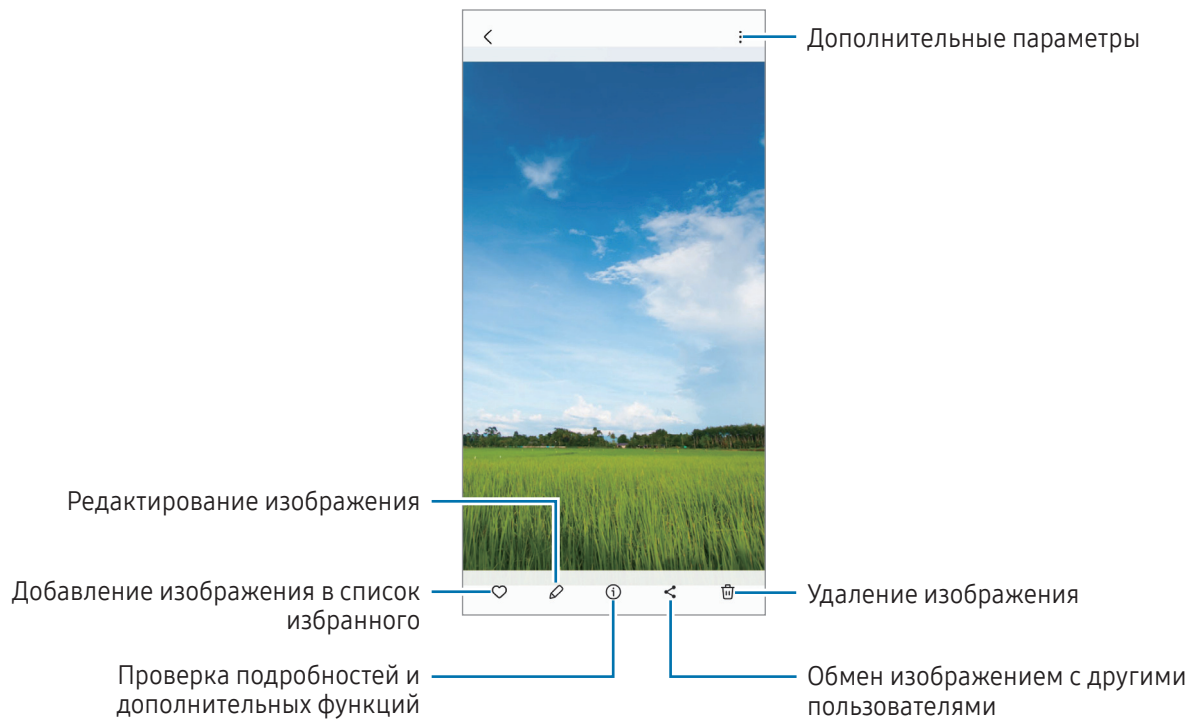 Дополнительные параметры
Редактирование изображения
Добавление изображения в список
избранного
Удаление изображения
Проверка подробностей и
дополнительных функций
Обмен изображением с другими
пользователями